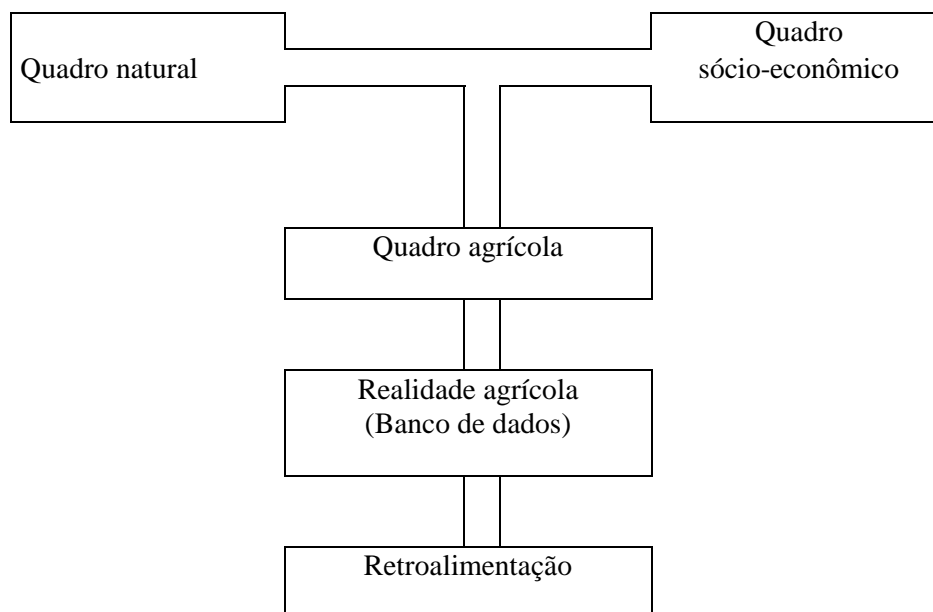 Quadro natural
Quadro
sócio-econômico
Quadro agrícola
Realidade agrícola
(Banco de dados)
Retroalimentação